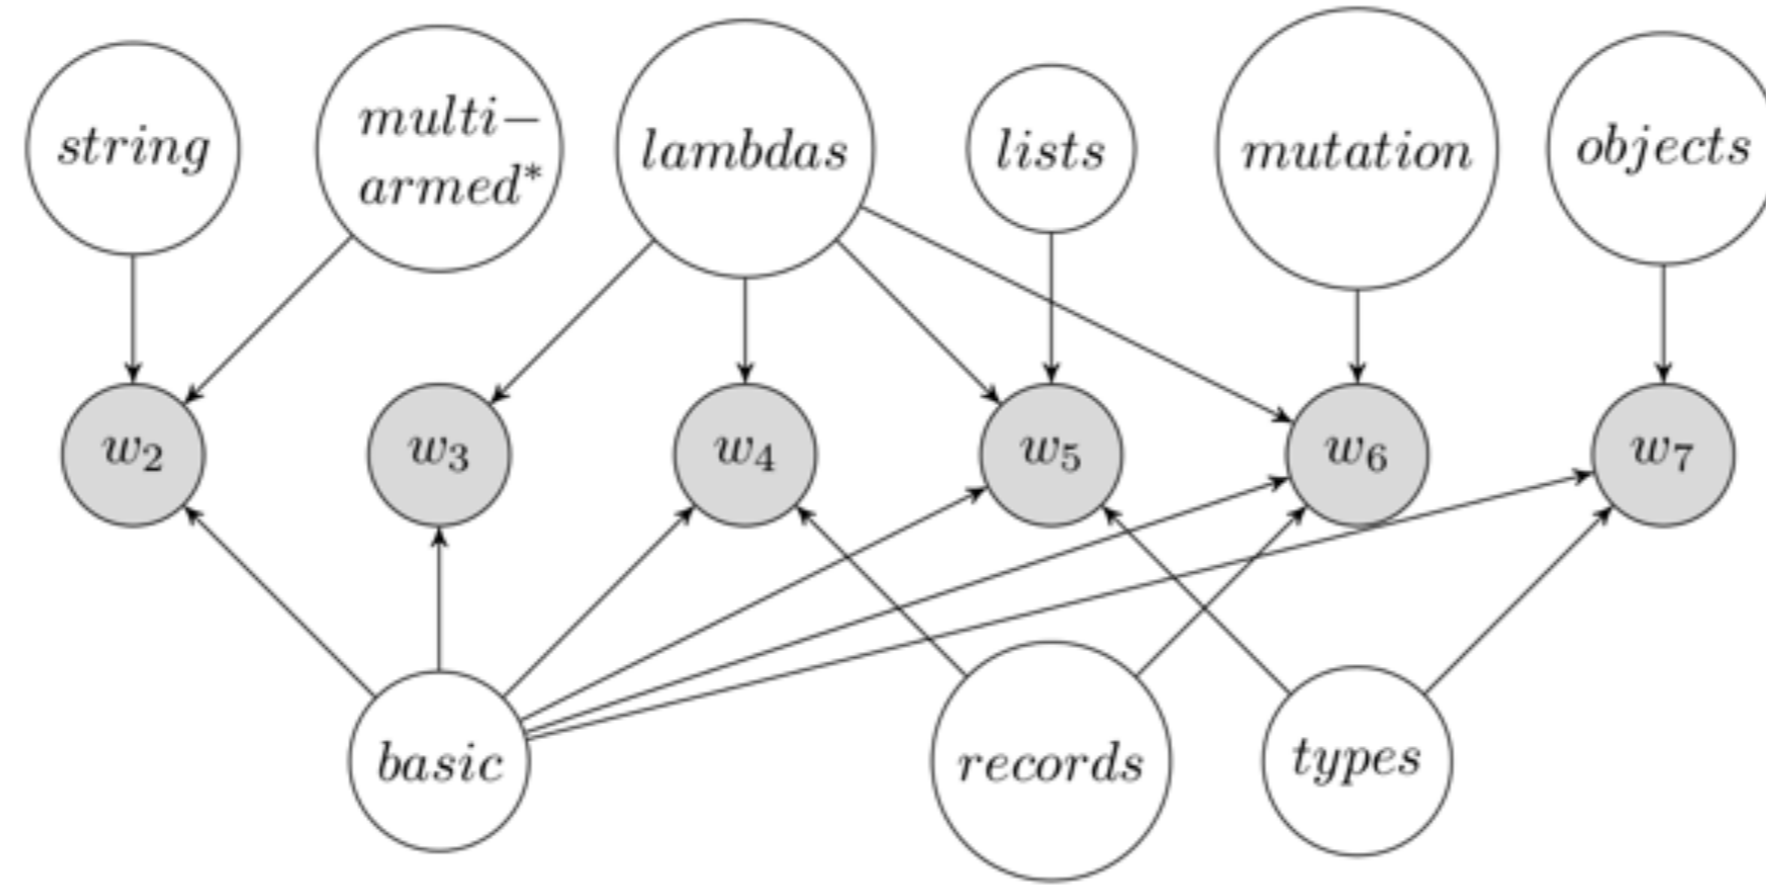 string
multi–
armed*
lambdas
lists
mutation
objects
w₂
w₃
w₄
w₅
w₆
w₇
basic
records
types